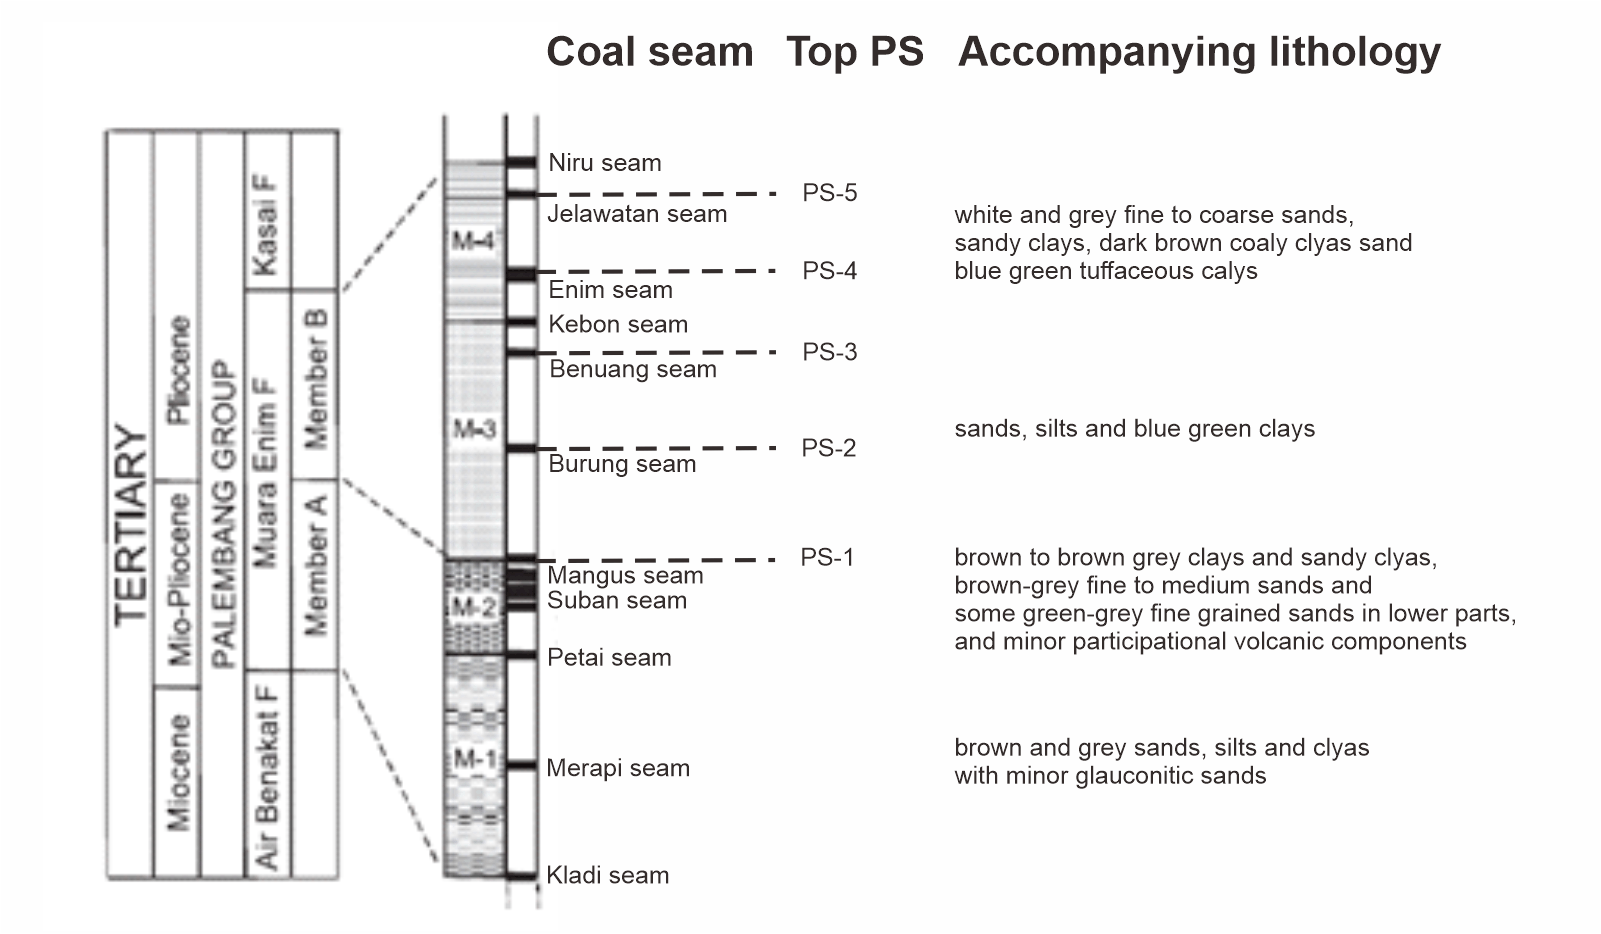 Coal seam Top PS Accompanying lithology
TERTIARY
Pliocene
Mio-Pliocene
Miocene
PALEMBANG GROUP
Kasai F
Muara Enim F
Air Benakat F
Member B
Member A
M-4
M-3
M-2
M-1
Niru seam
Jelawatan seam
Enim seam
Kebon seam
Benuang seam
Burung seam
Mangus seam
Suban seam
Petai seam
Merapi seam
Kladi seam
PS-5
PS-4
PS-3
PS-2
PS-1
white and grey fine to coarse sands,
sandy clays, dark brown coaly clyas sand
blue green tuffaceous calys
sands, silts and blue green clays
brown to brown grey clays and sandy clyas,
brown-grey fine to medium sands and
some green-grey fine grained sands in lower parts,
and minor participational volcanic components
brown and grey sands, silts and clyas
with minor glauconitic sands